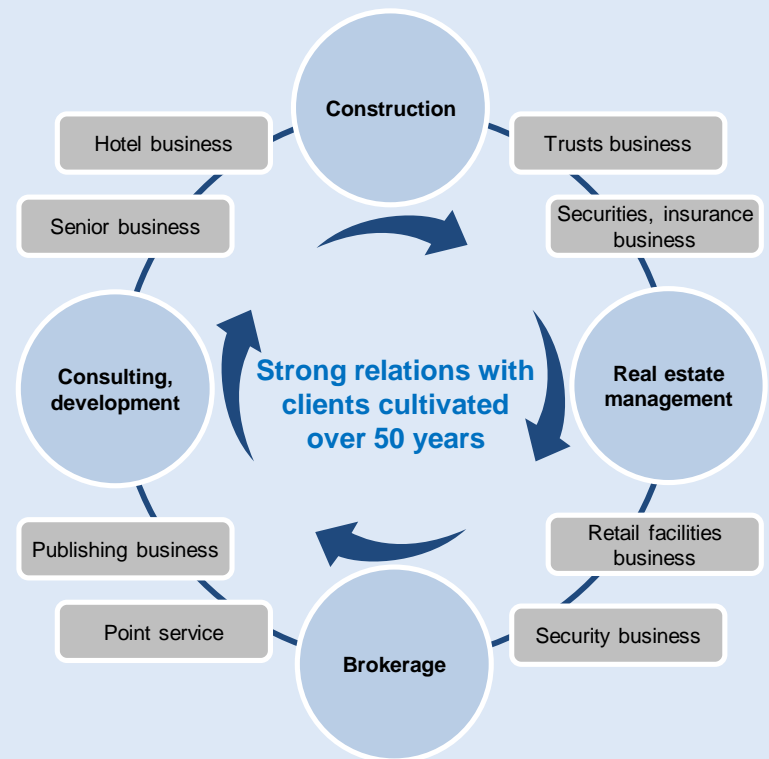 Construction
Hotel business
Trusts business
Senior business
Securities, insurance
business
Consulting,
development
Strong relations with
clients cultivated
over 50 years
Real estate
management
Publishing business
Retail facilities
business
Point service
Security business
Brokerage